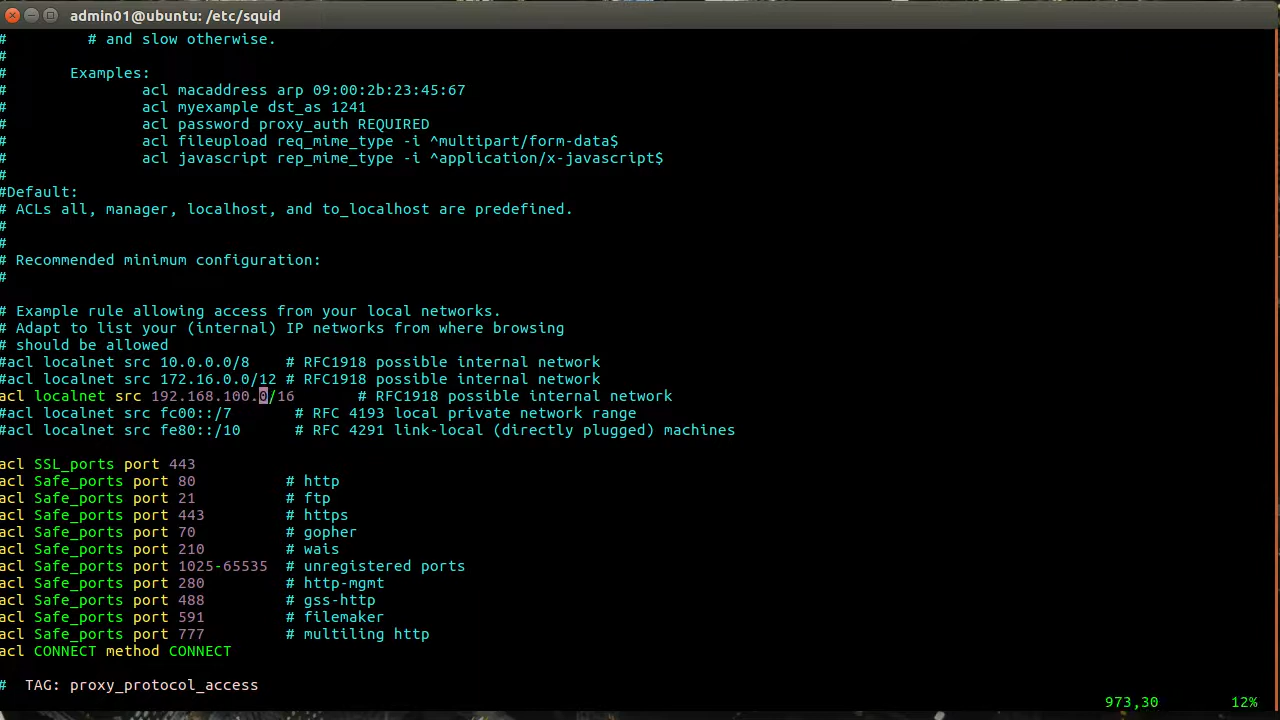 admin01@ubuntu: /etc/squid
#         # and slow otherwise.
#
#       Examples:
#               acl macaddress arp 09:00:2b:23:45:67
#               acl myexample dst_as 1241
#               acl password proxy_auth REQUIRED
#               acl fileupload req_mime_type -i ^multipart/form-data$
#               acl javascript rep_mime_type -i ^application/x-javascript$
#
#Default:
# ACLs all, manager, localhost, and to_localhost are predefined.
#
#
# Recommended minimum configuration:
#
# Example rule allowing access from your local networks.
# Adapt to list your (internal) IP networks from where browsing
# should be allowed
#acl localnet src 10.0.0.0/8    # RFC1918 possible internal network
#acl localnet src 172.16.0.0/12 # RFC1918 possible internal network
acl localnet src 192.168.100.0/16       # RFC1918 possible internal network
#acl localnet src fc00::/7       # RFC 4193 local private network range
#acl localnet src fe80::/10      # RFC 4291 link-local (directly plugged) machines
acl SSL_ports port 443
acl Safe_ports port 80          # http
acl Safe_ports port 21          # ftp
acl Safe_ports port 443         # https
acl Safe_ports port 70          # gopher
acl Safe_ports port 210         # wais
acl Safe_ports port 1025-65535  # unregistered ports
acl Safe_ports port 280         # http-mgmt
acl Safe_ports port 488         # gss-http
acl Safe_ports port 591         # filemaker
acl Safe_ports port 777         # multiling http
acl CONNECT method CONNECT
#  TAG: proxy_protocol_access
973,30        12%